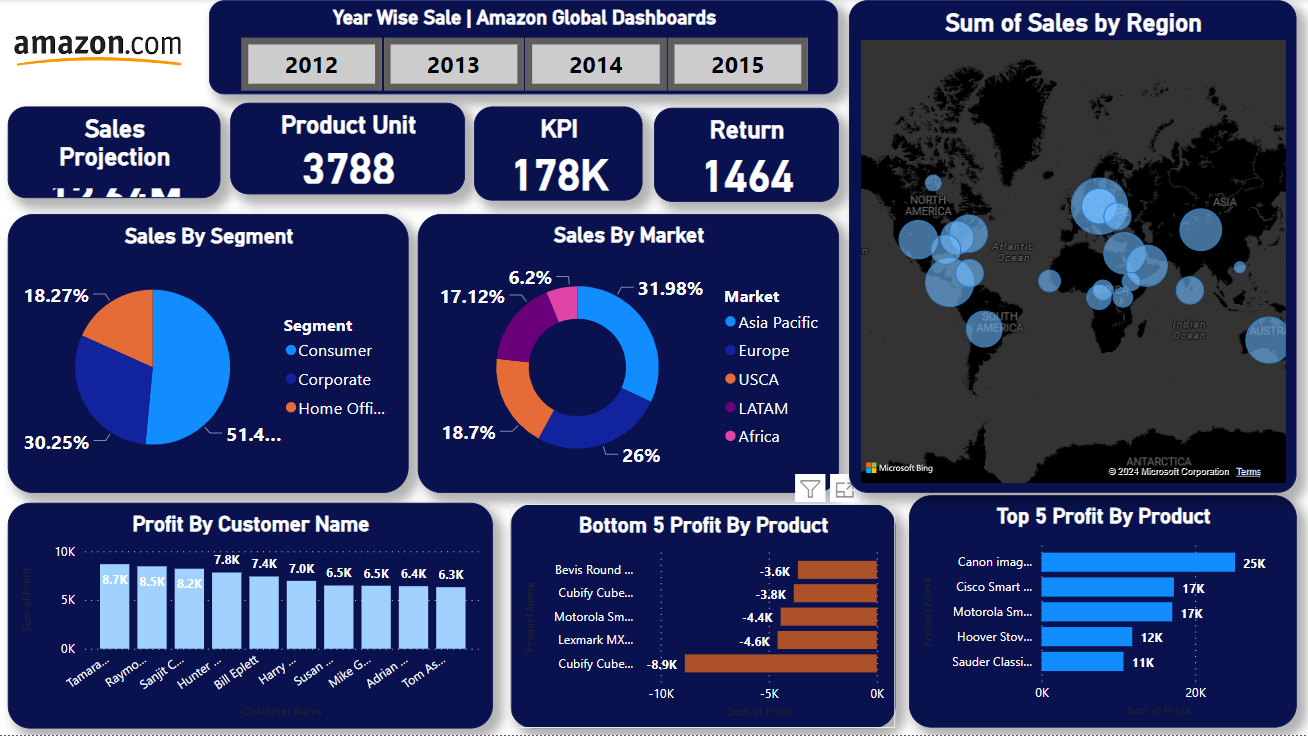 amazon.com
Year Wise Sale | Amazon Global Dashboards
2012
2013
2014
2015
Sales
Projection
Product Unit
3788
KPI
178K
Return
1464
Sum of Sales by Region
NORTH
AMERICA
Atlantic
Ocean
ASIA
SOUTH
AMERICA
Indian
Ocean
AUSTRA
ANTARCTICA
Microsoft Bing
© 2024 Microsoft Corporation
Terms
Sales By Segment
18.27%
30.25%
51.4...
Segment
Consumer
Corporate
Home Offi...
Sales By Market
6.2%
17.12%
31.98%
18.7%
26%
Market
Asia Pacific
Europe
USCA
LATAM
Africa
Profit By Customer Name
Sum of Profit
10K
5K
0K
8.7K
8.5K
8.2K
7.8K
7.4K
7.0K
6.5K
6.5K
6.4K
6.3K
Tamara...
Raymo...
Sanjit C...
Hunter ...
Bill Eplett
Harry ...
Susan ...
Mike G...
Adrian ...
Tom As...
Customer Name
Bottom 5 Profit By Product
Product Name
Bevis Round ...
-3.6K
Cubify Cube...
-3.8K
Motorola Sm...
-4.4K
Lexmark MX...
-4.6K
Cubify Cube...
-8.9K
-10K
-5K
0K
Sum of Profit
Top 5 Profit By Product
Product Name
Canon imag...
25K
Cisco Smart ...
17K
Motorola Sm...
17K
Hoover Stov...
12K
Sauder Classi...
11K
0K
20K
Sum of Profit